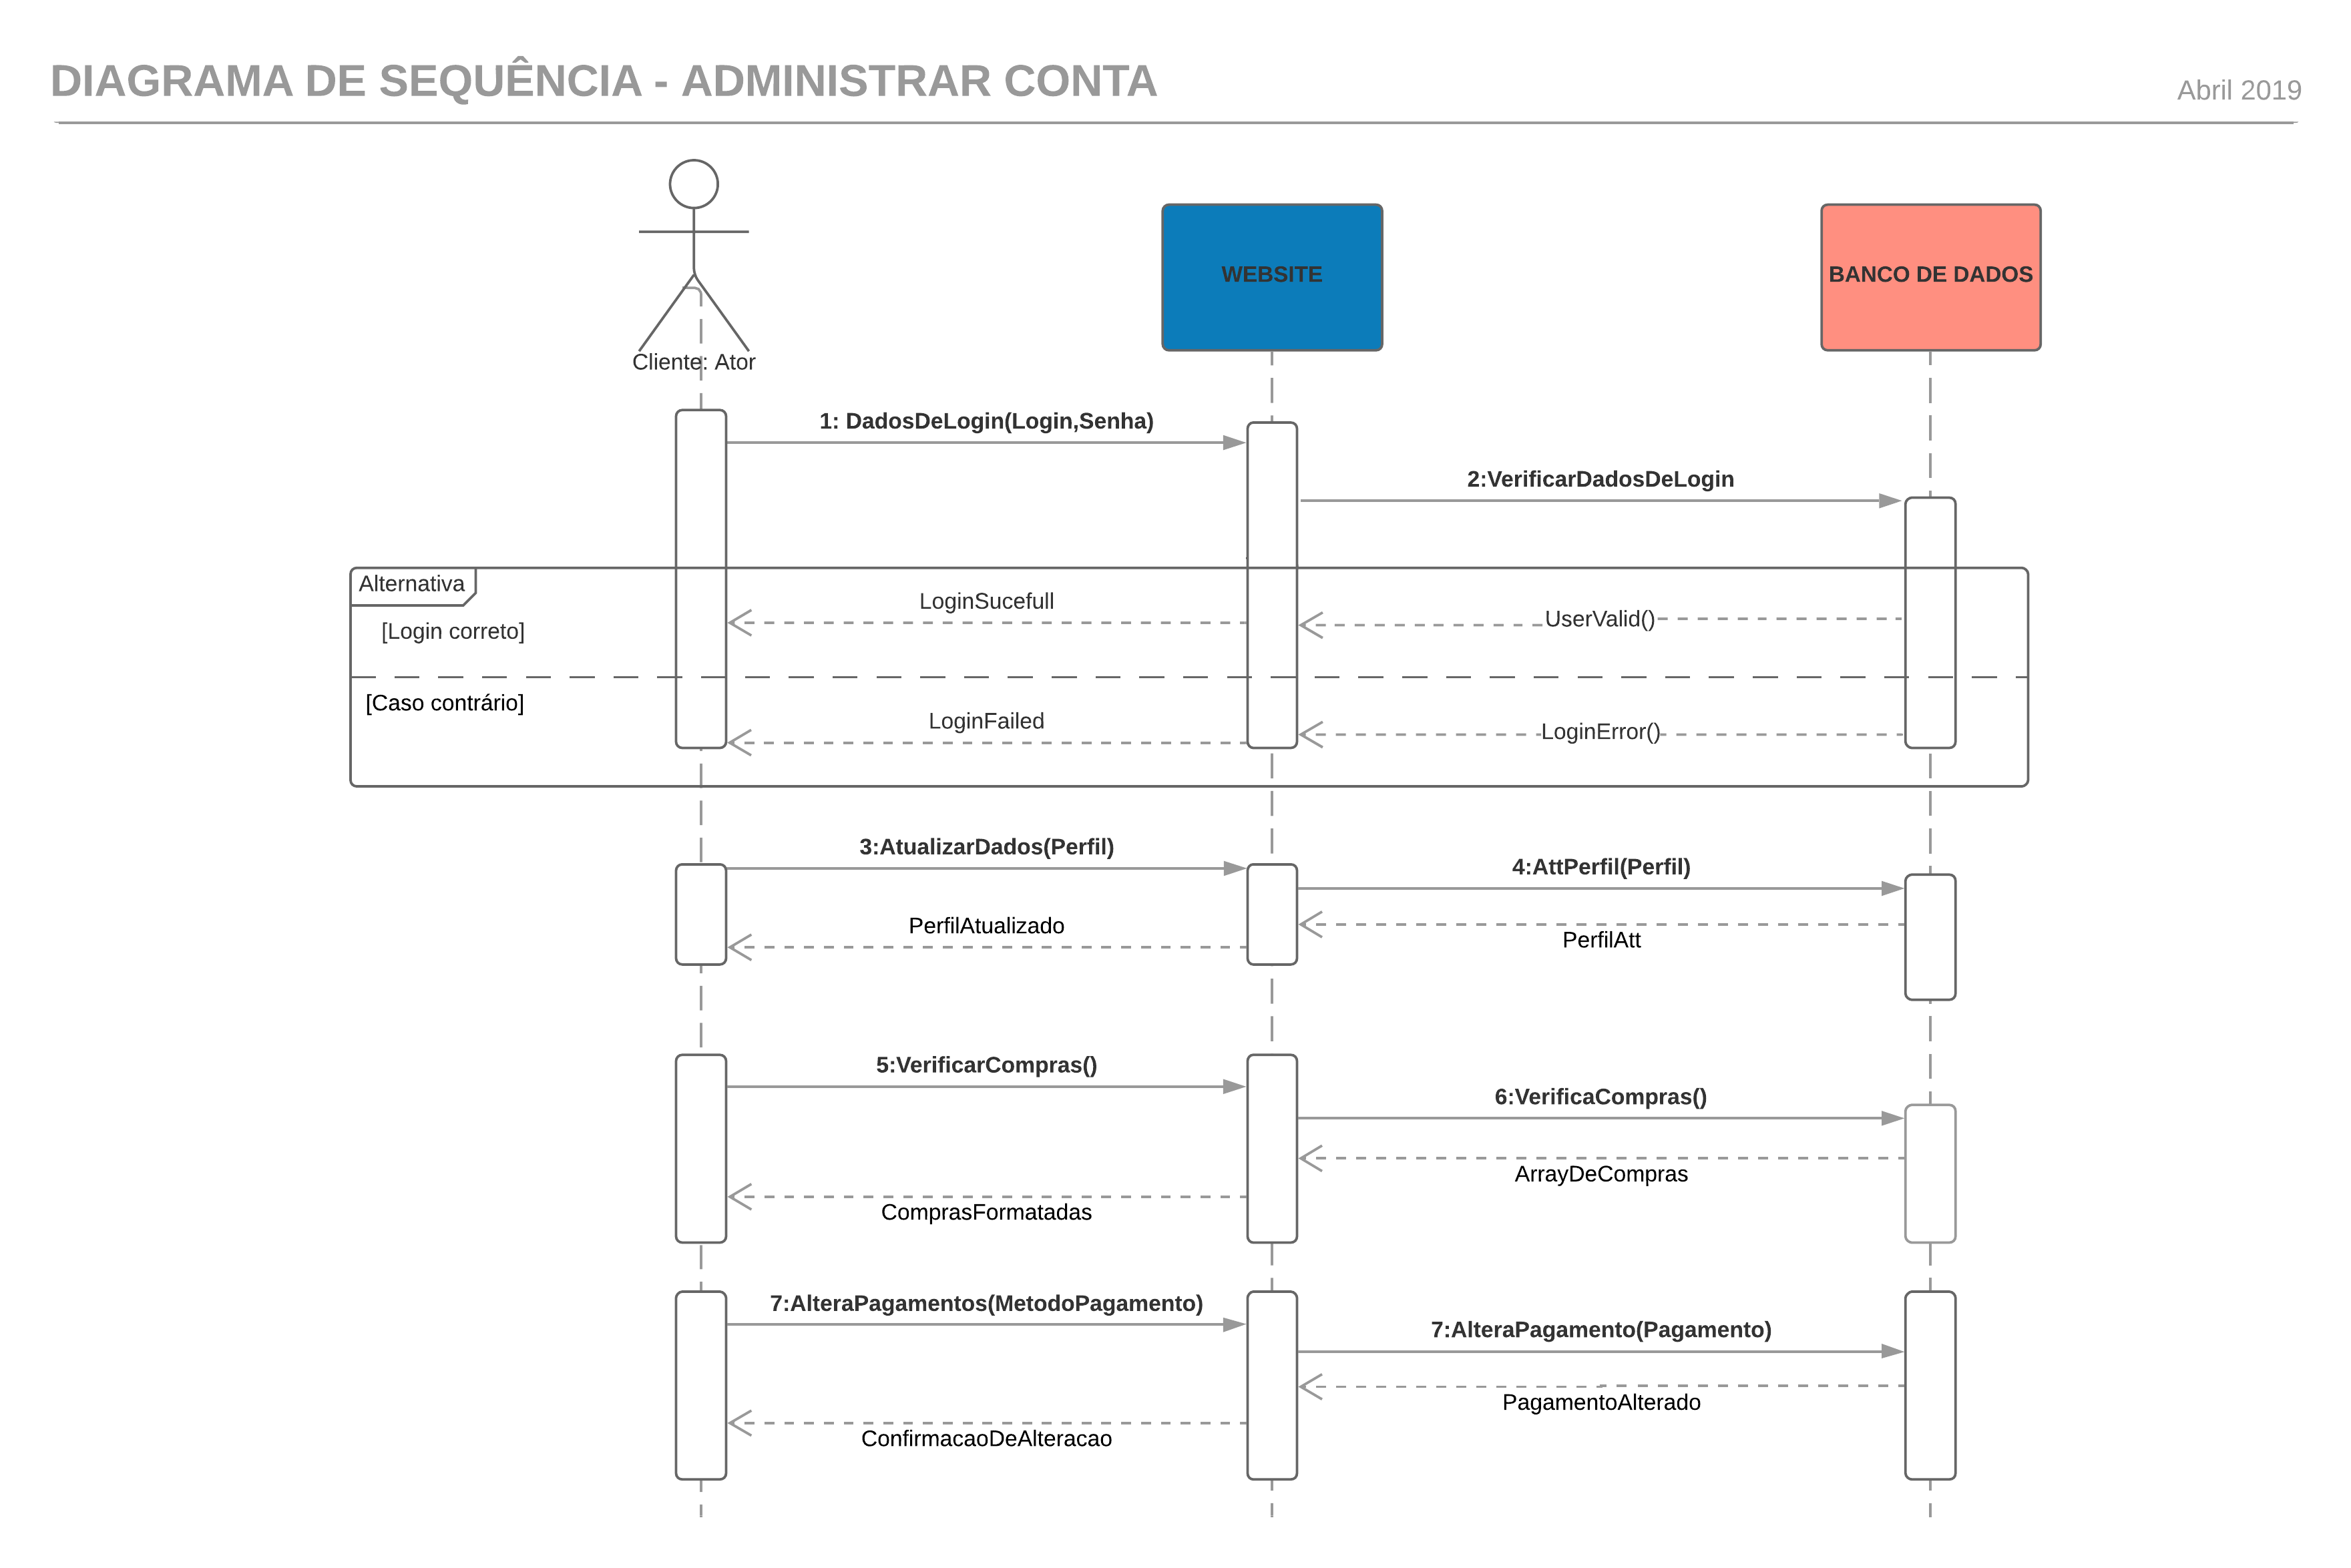 DIAGRAMA DE SEQUÊNCIA - ADMINISTRAR CONTA
Abril 2019
WEBSITE
BANCO DE DADOS
Cliente: Ator
1: DadosDeLogin(Login,Senha)
2:VerificarDadosDeLogin
Alternativa
LoginSucefull
UserValid()
[Login correto]
[Caso contrário]
LoginFailed
LoginError()
3:AtualizarDados(Perfil)
4:AttPerfil(Perfil)
PerfilAtualizado
PerfilAtt
5:VerificarCompras()
6:VerificaCompras()
ArrayDeCompras
ComprasFormatadas
7:AlteraPagamentos(MetodoPagamento)
7:AlteraPagamento(Pagamento)
PagamentoAlterado
ConfirmacaoDeAlteracao